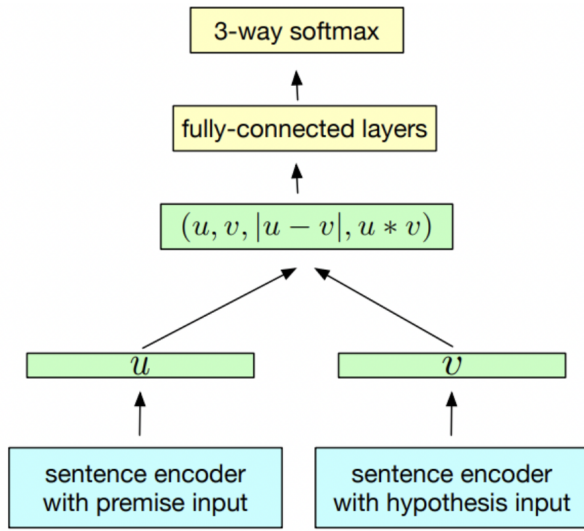 3-way softmax
fully-connected layers
(u, v, |u − v|, u ∗ v)
u
v
sentence encoder
with premise input
sentence encoder
with hypothesis input